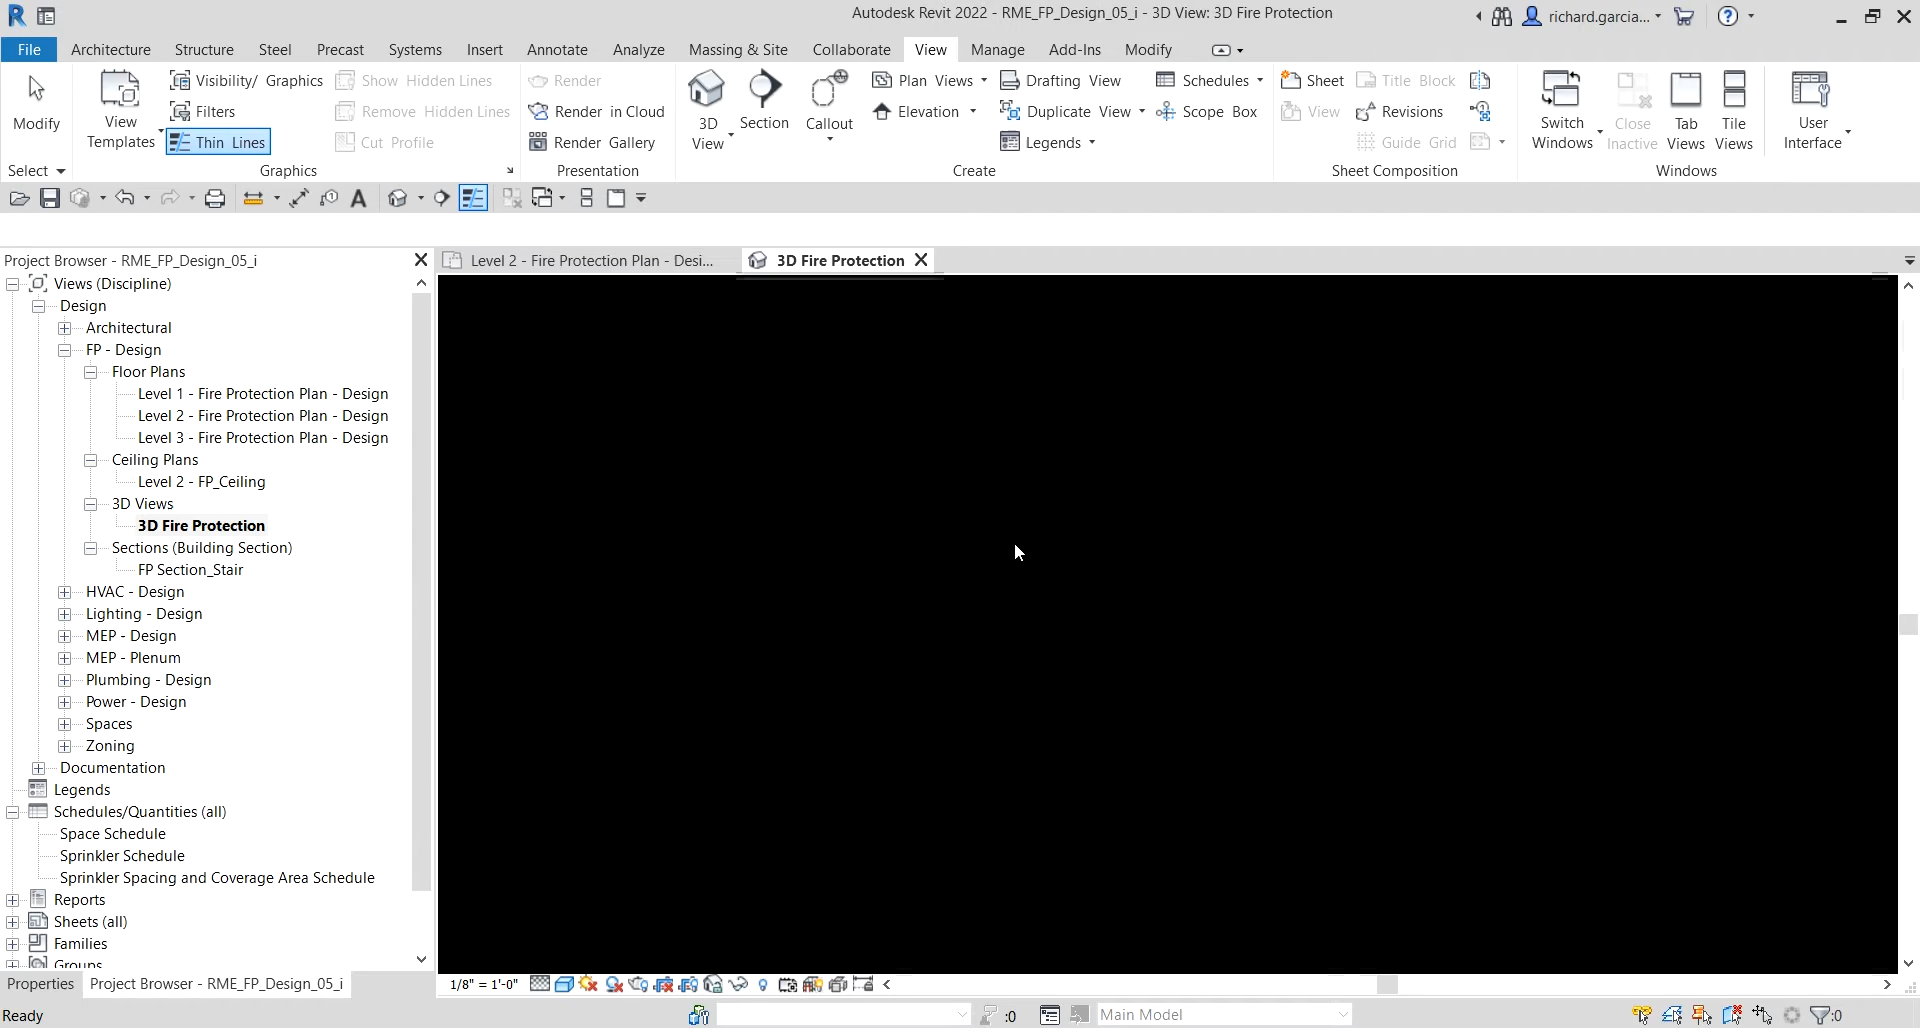 Autodesk Revit 2022 - RME_FP_Design_05_i - 3D View: 3D Fire Protection
richard.garcia...
File Architecture Structure Steel Precast Systems Insert Annotate Analyze Massing & Site Collaborate View Manage Add-Ins Modify
Modify
View Templates
Visibility/ Graphics
Filters
Thin Lines
Show Hidden Lines
Remove Hidden Lines
Cut Profile
Render
Render in Cloud
Render Gallery
3D View
Section
Callout
Plan Views
Elevation
Drafting View
Duplicate View
Legends
Schedules
Scope Box
Sheet
View
Title Block
Revisions
Guide Grid
Switch Windows
Close Inactive
Tab Views
Tile Views
User Interface
Select Graphics Presentation Create Sheet Composition Windows
Project Browser - RME_FP_Design_05_i
Level 2 - Fire Protection Plan - Desi...
3D Fire Protection
Views (Discipline)
Design
Architectural
FP - Design
Floor Plans
Level 1 - Fire Protection Plan - Design
Level 2 - Fire Protection Plan - Design
Level 3 - Fire Protection Plan - Design
Ceiling Plans
Level 2 - FP_Ceiling
3D Views
3D Fire Protection
Sections (Building Section)
FP Section_Stair
HVAC - Design
Lighting - Design
MEP - Design
MEP - Plenum
Plumbing - Design
Power - Design
Spaces
Zoning
Documentation
Legends
Schedules/Quantities (all)
Space Schedule
Sprinkler Schedule
Sprinkler Spacing and Coverage Area Schedule
Reports
Sheets (all)
Families
Groups
Properties
Project Browser - RME_FP_Design_05_i
1/8" = 1'-0"
Ready
:0
Main Model
:0